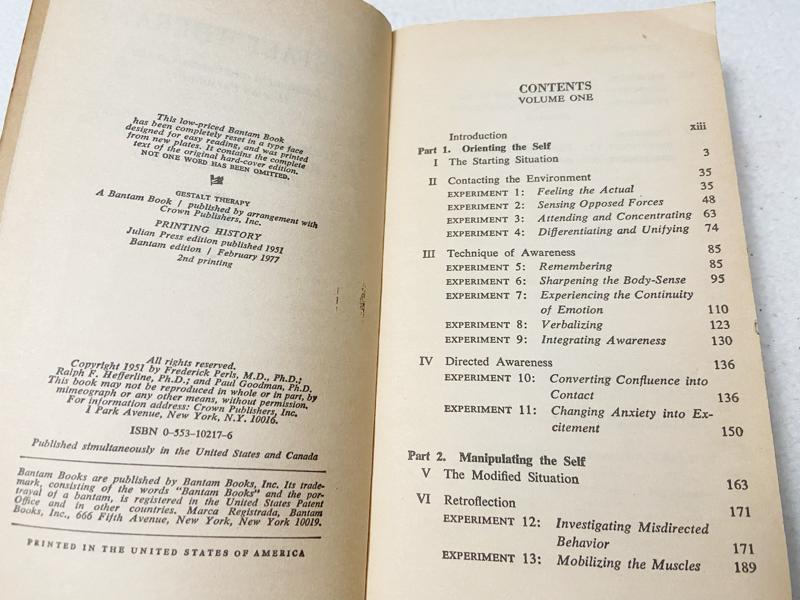 This low-priced Bantam Book
has been completely reset in a type face
designed for easy reading, and was printed
from new plates. It contains the complete
text of the original hard-cover edition.
NOT ONE WORD HAS BEEN OMITTED.
GESTALT THERAPY
A Bantam Book / published by arrangement with
Crown Publishers, Inc.
PRINTING HISTORY
Julian Press edition published 1951
Bantam edition / February 1977
2nd printing
All rights reserved.
Copyright 1951 by Frederick Perls, M.D., Ph.D.;
Ralph F. Hefferline, Ph.D.; and Paul Goodman, Ph.D.
This book may not be reproduced in whole or in part, by
mimeograph or any other means, without permission.
For information address: Crown Publishers, Inc.
1 Park Avenue, New York, N.Y. 10016.
ISBN 0-553-10217-6
Published simultaneously in the United States and Canada
Bantam Books are published by Bantam Books, Inc. Its trade-
mark, consisting of the words "Bantam Books" and the por-
trayal of a bantam, is registered in the United States Patent
Office and in other countries. Marca Registrada, Bantam
Books, Inc., 666 Fifth Avenue, New York, New York 10019.
PRINTED IN THE UNITED STATES OF AMERICA
CONTENTS
VOLUME ONE
Introduction xiii
Part 1. Orienting the Self
I The Starting Situation 3
II Contacting the Environment 35
EXPERIMENT 1: Feeling the Actual 35
EXPERIMENT 2: Sensing Opposed Forces 48
EXPERIMENT 3: Attending and Concentrating 63
EXPERIMENT 4: Differentiating and Unifying 74
III Technique of Awareness 85
EXPERIMENT 5: Remembering 85
EXPERIMENT 6: Sharpening the Body-Sense 95
EXPERIMENT 7: Experiencing the Continuity
of Emotion 110
EXPERIMENT 8: Verbalizing 123
EXPERIMENT 9: Integrating Awareness 130
IV Directed Awareness 136
EXPERIMENT 10: Converting Confluence into
Contact 136
EXPERIMENT 11: Changing Anxiety into Ex-
citement 150
Part 2. Manipulating the Self
V The Modified Situation 163
VI Retroflection 171
EXPERIMENT 12: Investigating Misdirected
Behavior 171
EXPERIMENT 13: Mobilizing the Muscles 189